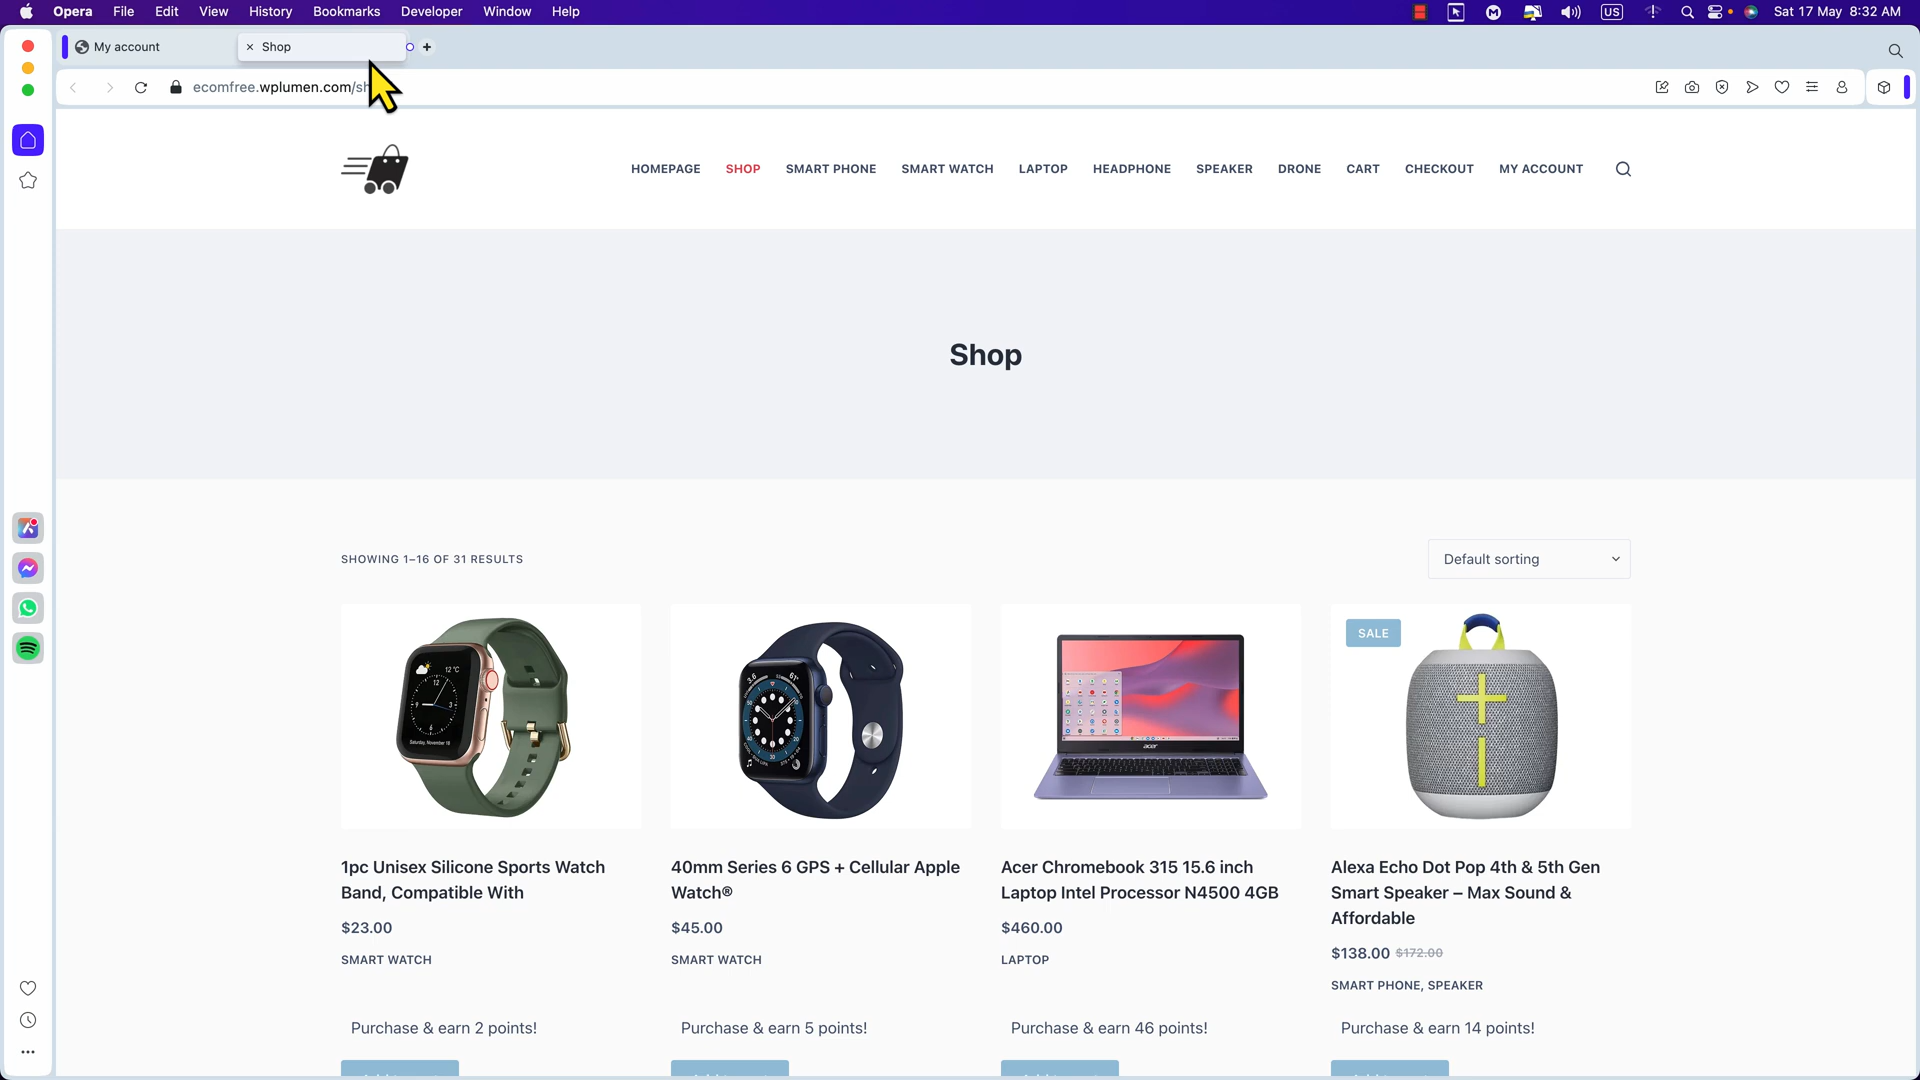 Opera File Edit View History Bookmarks Developer Window Help US Sat 17 May 8:32 AM
My account
Shop
ecomfree.wplumen.com/sh
HOMEPAGE SHOP SMART PHONE SMART WATCH LAPTOP HEADPHONE SPEAKER DRONE CART CHECKOUT MY ACCOUNT
Shop
SHOWING 1–16 OF 31 RESULTS
Default sorting
SALE
acer
1pc Unisex Silicone Sports Watch
Band, Compatible With
$23.00
SMART WATCH
Purchase & earn 2 points!
40mm Series 6 GPS + Cellular Apple
Watch®
$45.00
SMART WATCH
Purchase & earn 5 points!
Acer Chromebook 315 15.6 inch
Laptop Intel Processor N4500 4GB
$460.00
LAPTOP
Purchase & earn 46 points!
Alexa Echo Dot Pop 4th & 5th Gen
Smart Speaker – Max Sound &
Affordable
$138.00 $172.00
SMART PHONE, SPEAKER
Purchase & earn 14 points!